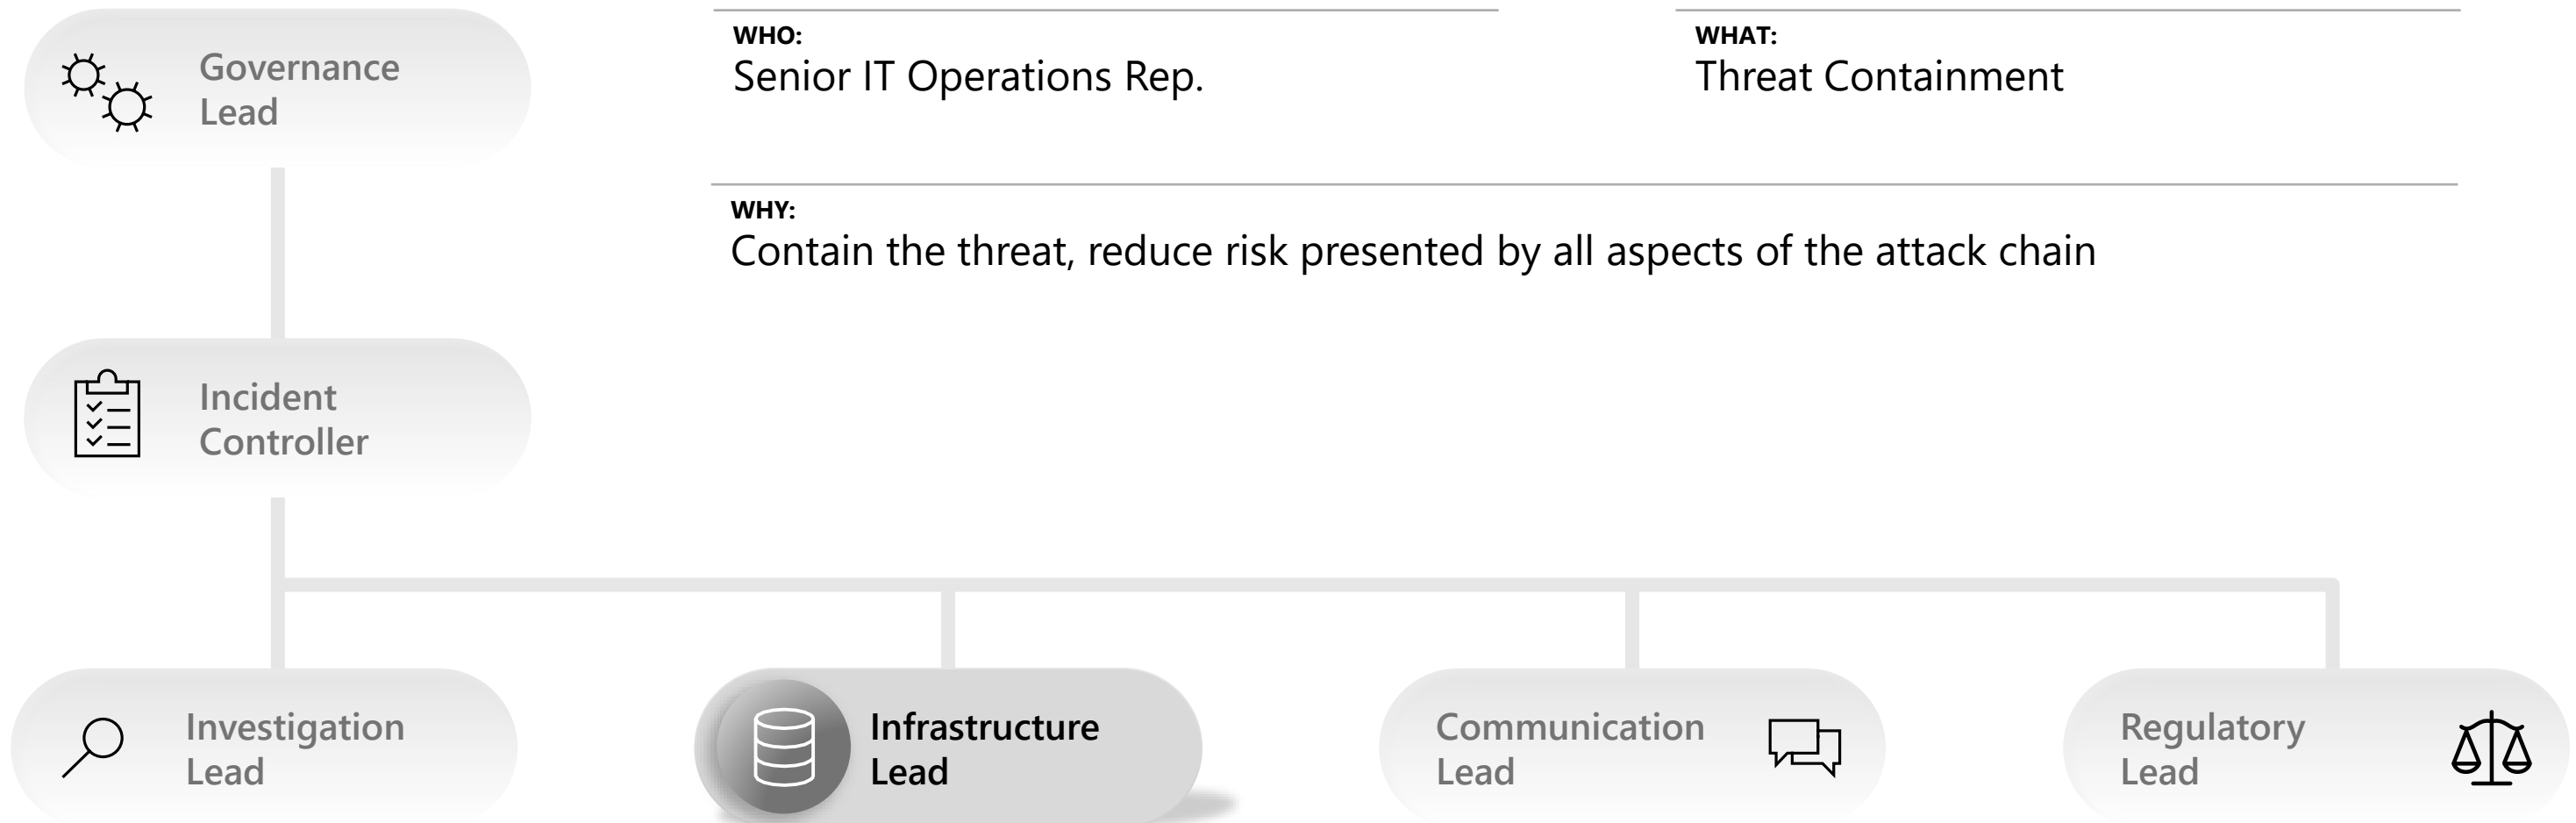 Governance
Lead
WHO:
Senior IT Operations Rep.
WHAT:
Threat Containment
WHY:
Contain the threat, reduce risk presented by all aspects of the attack chain
Incident
Controller
Investigation
Lead
Infrastructure
Lead
Communication
Lead
Regulatory
Lead